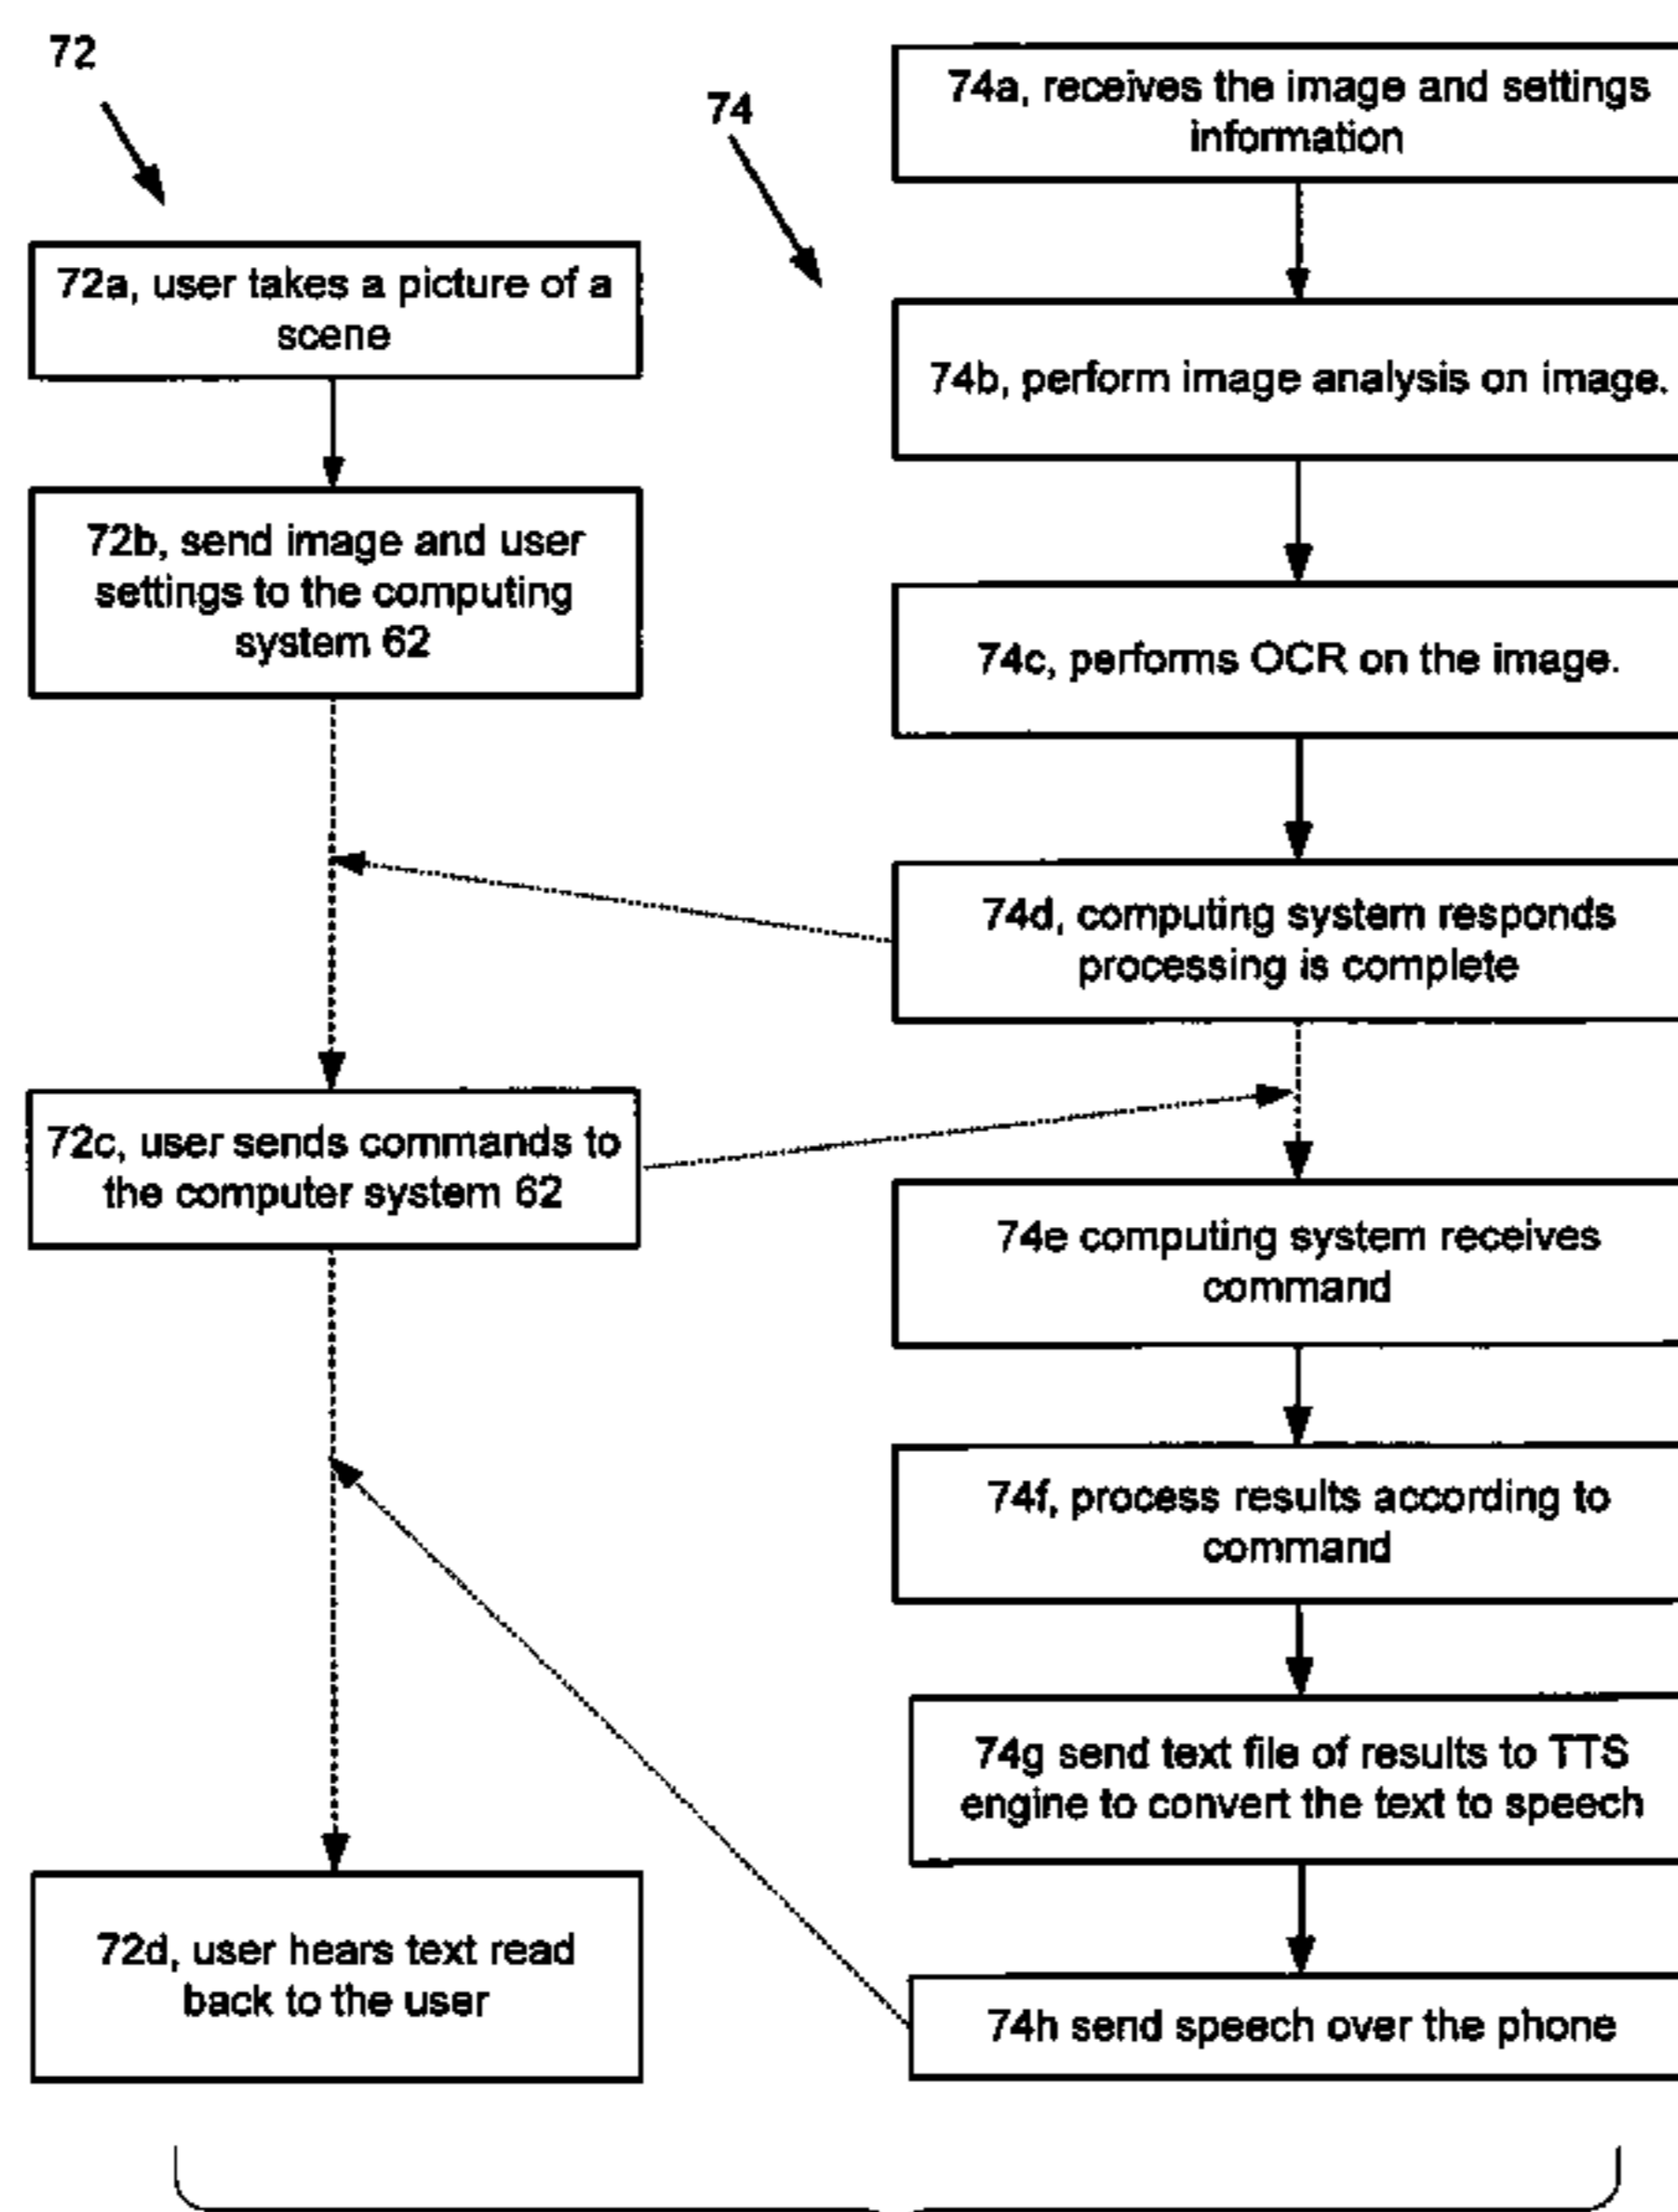 72
72a, user takes a picture of a
scene
72b, send image and user
settings to the computing
system 62
72c, user sends commands to
the computer system 62
72d, user hears text read
back to the user
74
74a, receives the image and settings
information
74b, perform image analysis on image.
74c, performs OCR on the image.
74d, computing system responds
processing is complete
74e computing system receives
command
74f, process results according to
command
74g send text file of results to TTS
engine to convert the text to speech
74h send speech over the phone